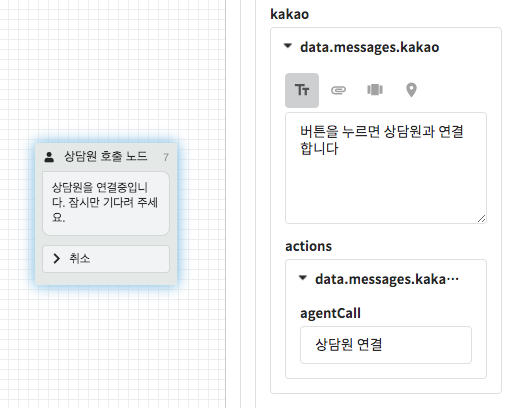 상담원 호출 노드 7
상담원을 연결중입니
다. 잠시만 기다려 주세
요.
취소
kakao
data.messages.kakao
버튼을 누르면 상담원과 연결
합니다
actions
data.messages.kaka…
agentCall
상담원 연결